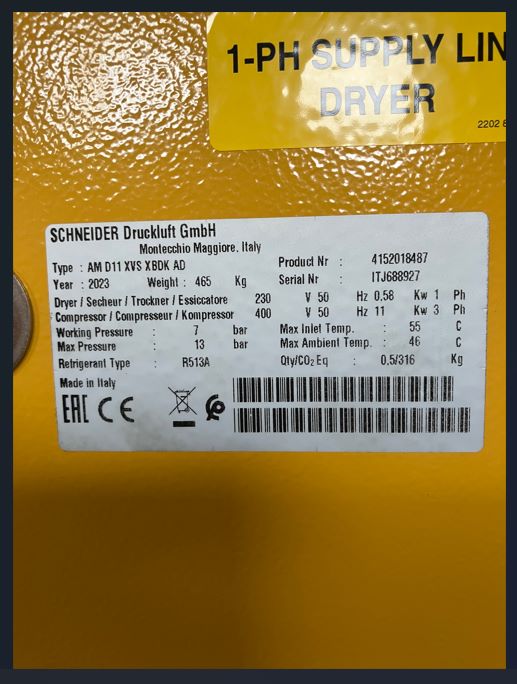 1-PH SUPPLY LIN
DRYER
2202 8
SCHNEIDER Druckluft GmbH
Montecchio Maggiore, Italy
Type : AM D11 XVS XBDK AD Product Nr : 4152018487
Year : 2023 Weight : 465 Kg Serial Nr : ITJ688927
Dryer / Secheur / Trockner / Essiccatore 230 V 50 Hz 0.58 Kw 1 Ph
Compressor / Compresseur / Kompressor 400 V 50 Hz 11 Kw 3 Ph
Working Pressure : 7 bar Max Inlet Temp. : 55 C
Max Pressure : 13 bar Max Ambient Temp. : 46 C
Refrigerant Type : R513A Qty/CO₂ Eq : 0.5/316 Kg
Made in Italy
EAC CE